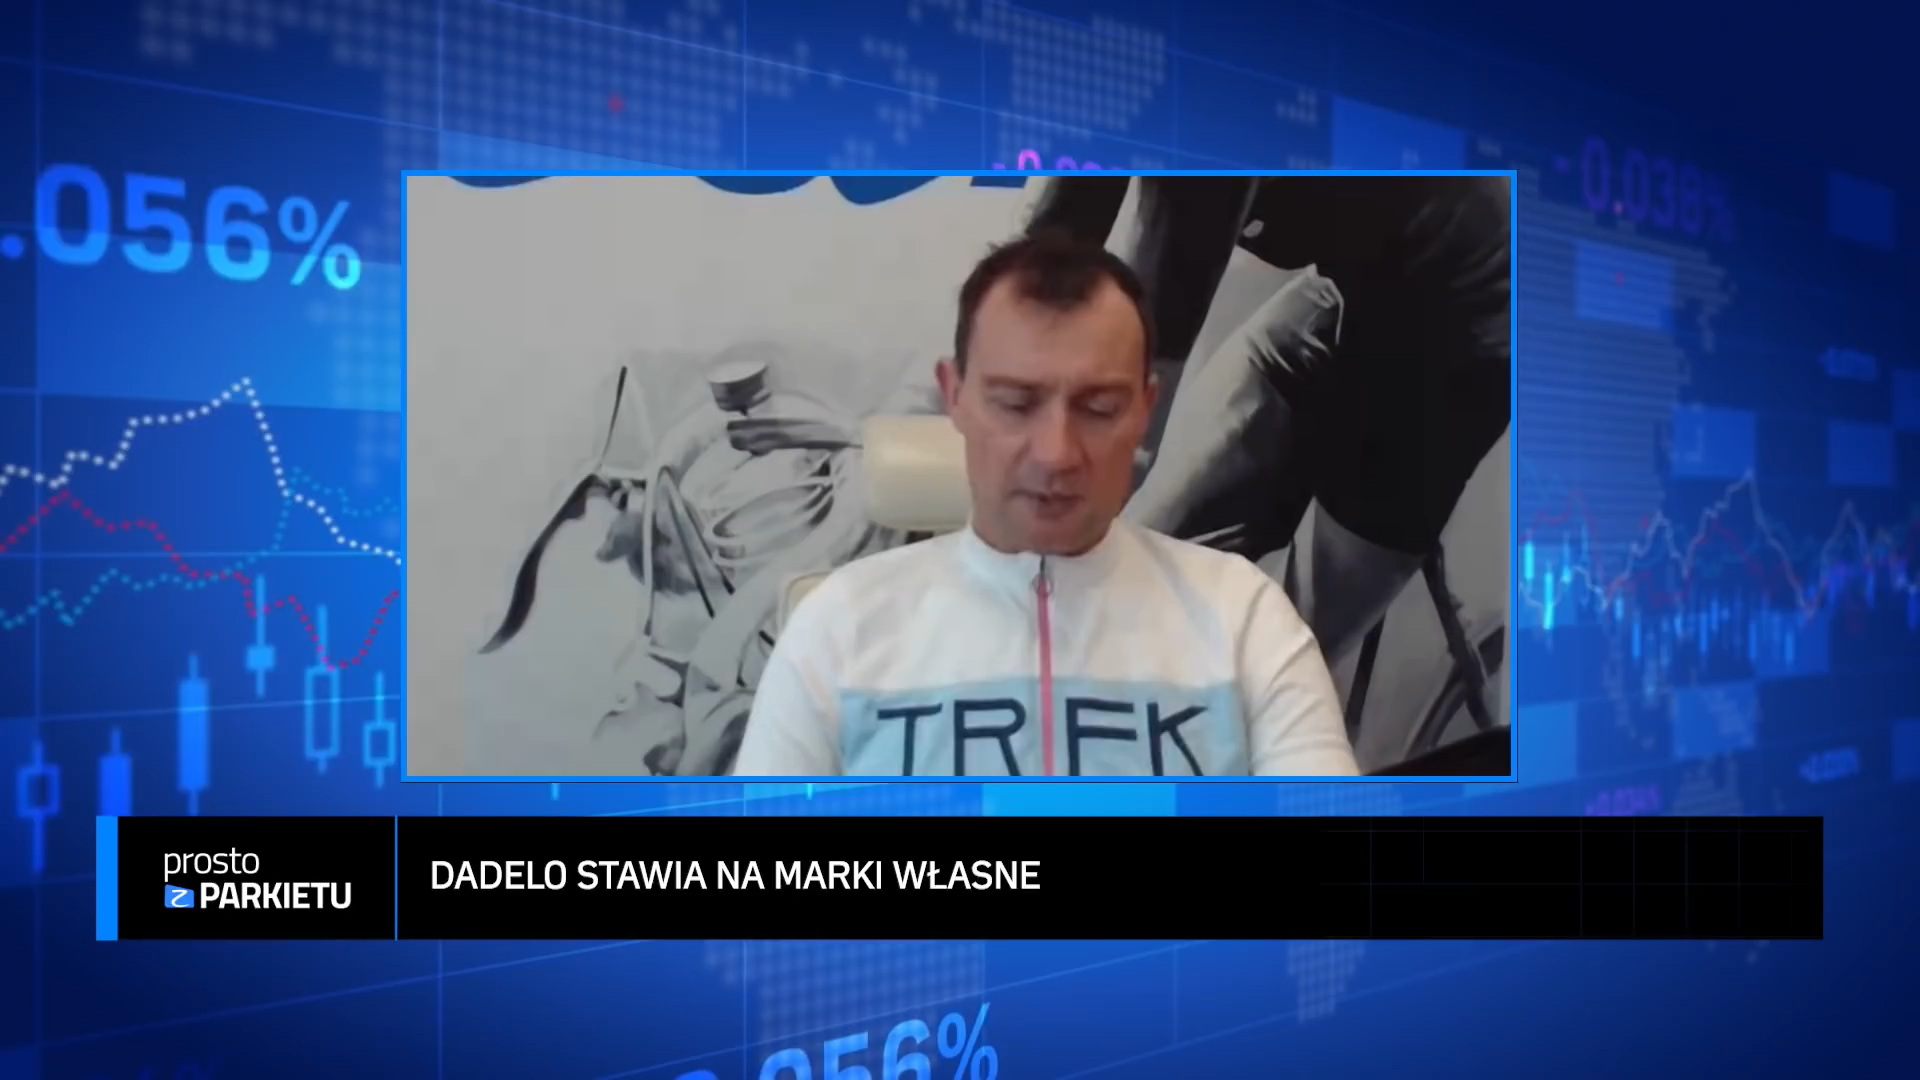 .056%
-0.038%
TREK
prosto
z PARKIETU
DADELO STAWIA NA MARKI WŁASNE
056%